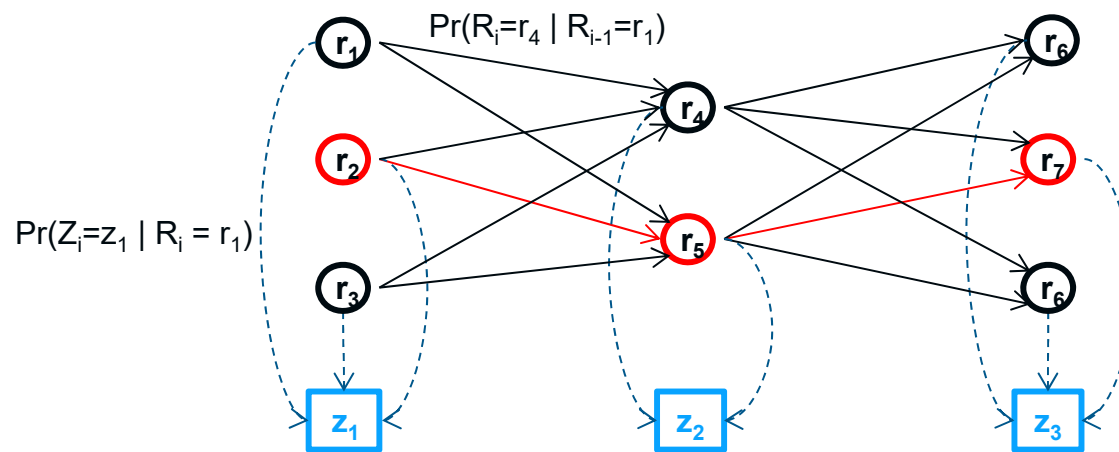 Pr(Rᵢ=r₄ | Rᵢ₋₁=r₁)
r₁
r₆
r₄
r₂
r₇
Pr(Zᵢ=z₁ | Rᵢ = r₁)
r₅
r₃
r₆
z₁
z₂
z₃